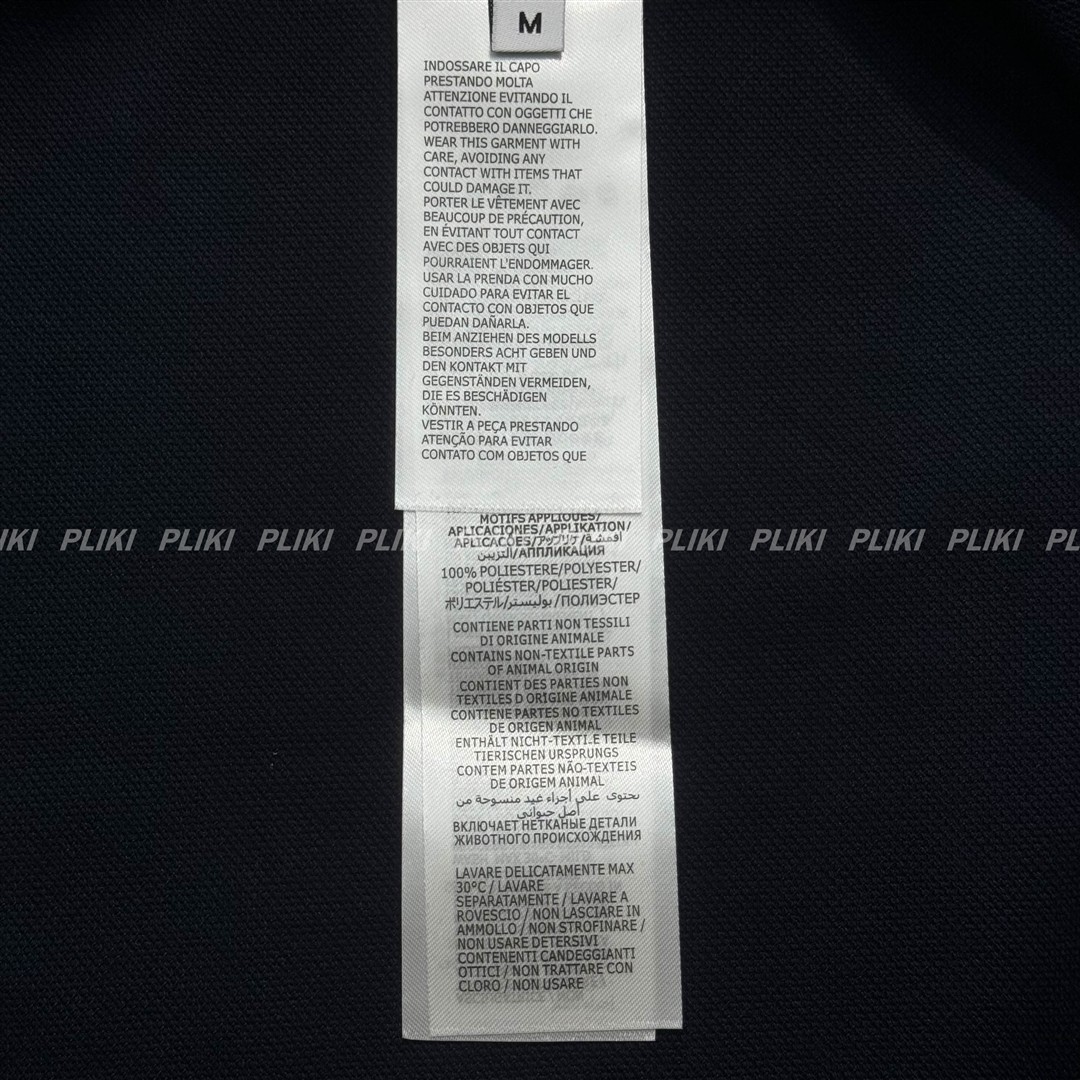 M
INDOSSARE IL CAPO
PRESTANDO MOLTA
ATTENZIONE EVITANDO IL
CONTATTO CON OGGETTI CHE
POTREBBERO DANNEGGIARLO.
WEAR THIS GARMENT WITH
CARE, AVOIDING ANY
CONTACT WITH ITEMS THAT
COULD DAMAGE IT.
PORTER LE VÊTEMENT AVEC
BEAUCOUP DE PRÉCAUTION,
EN ÉVITANT TOUT CONTACT
AVEC DES OBJETS QUI
POURRAIENT L'ENDOMMAGER.
USAR LA PRENDA CON MUCHO
CUIDADO PARA EVITAR EL
CONTACTO CON OBJETOS QUE
PUEDAN DAÑARLA.
BEIM ANZIEHEN DES MODELLS
BESONDERS ACHT GEBEN UND
DEN KONTAKT MIT
GEGENSTÄNDEN VERMEIDEN,
DIE ES BESCHÄDIGEN
KÖNNTEN.
VESTIR A PEÇA PRESTANDO
ATENÇÃO PARA EVITAR
CONTATO COM OBJETOS QUE
MOTIFS APPLIQUÉS/
APLICACIONES/APPLIKATION/
APLICAÇÕES/アップリケ/أقمشة
التزيين/АППЛИКАЦИЯ
IKI PLIKI PLIKI PLIKI PLIKI PLIKI PLIKI PLIKI PLIKI PL
100% POLIESTERE/POLYESTER/
POLIÉSTER/POLIESTER/
ポリエステル/بوليستر/ПОЛИЭСТЕР
CONTIENE PARTI NON TESSILI
DI ORIGINE ANIMALE
CONTAINS NON-TEXTILE PARTS
OF ANIMAL ORIGIN
CONTIENT DES PARTIES NON
TEXTILES D ORIGINE ANIMALE
CONTIENE PARTES NO TEXTILES
DE ORIGEN ANIMAL
ENTHÄLT NICHT-TEXTILE TEILE
TIERISCHEN URSPRUNGS
CONTEM PARTES NÃO-TEXTEIS
DE ORIGEM ANIMAL
تحتوى على أجزاء غيد منسوجة من
أصل حيواني
ВКЛЮЧАЕТ НЕТКАНЫЕ ДЕТАЛИ
ЖИВОТНОГО ПРОИСХОЖДЕНИЯ
LAVARE DELICATAMENTE MAX
30°C / LAVARE
SEPARATAMENTE / LAVARE A
ROVESCIO / NON LASCIARE IN
AMMOLLO / NON STROFINARE /
NON USARE DETERSIVI
CONTENENTI CANDEGGIANTI
OTTICI / NON TRATTARE CON
CLORO / NON USARE